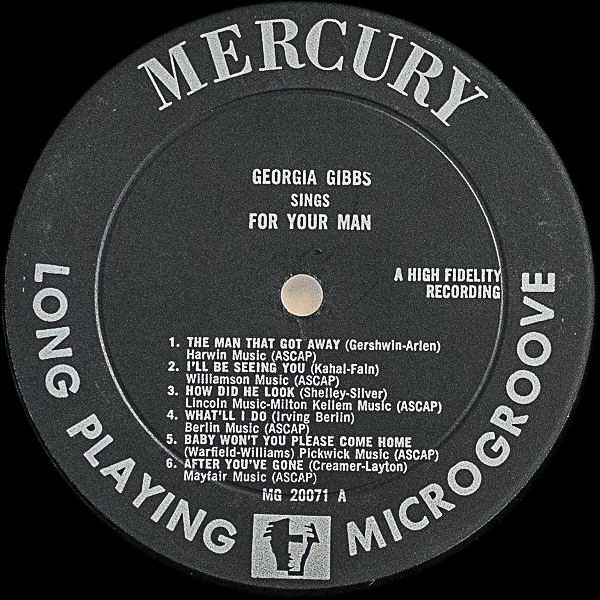 MERCURY
GEORGIA GIBBS
SINGS
FOR YOUR MAN
A HIGH FIDELITY
RECORDING
1. THE MAN THAT GOT AWAY (Gershwin-Arlen)
Harwin Music (ASCAP)
2. I'LL BE SEEING YOU (Kahal-Fain)
Williamson Music (ASCAP)
3. HOW DID HE LOOK (Shelley-Silver)
Lincoln Music-Milton Kellem Music (ASCAP)
4. WHAT'LL I DO (Irving Berlin)
Berlin Music (ASCAP)
5. BABY WON'T YOU PLEASE COME HOME
(Warfield-Williams) Pickwick Music (ASCAP)
6. AFTER YOU'VE GONE (Creamer-Layton)
Mayfair Music (ASCAP)
MG 20071 A
LONG PLAYING MICROGROOVE